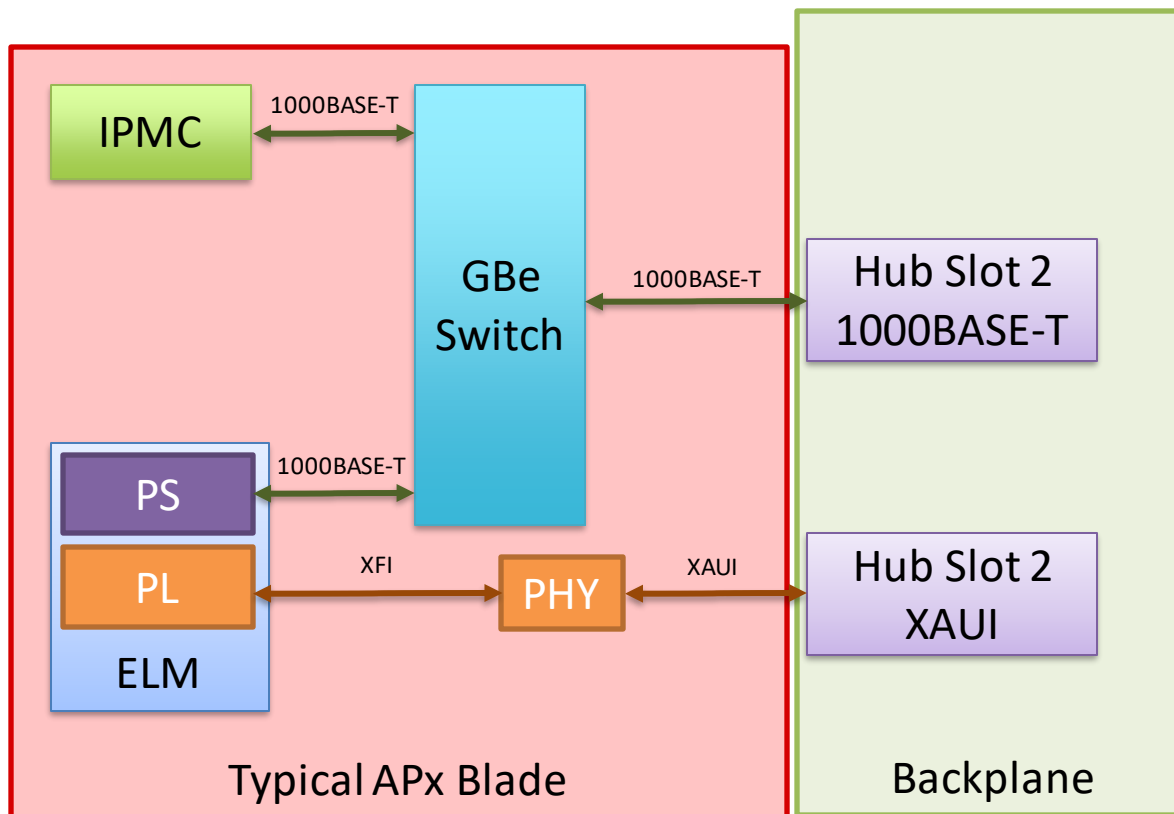 1000BASE-T
IPMC
GBe
Switch
1000BASE-T
Hub Slot 2
1000BASE-T
1000BASE-T
PS
PL
ELM
XFI
PHY
XAUI
Hub Slot 2
XAUI
Typical APx Blade
Backplane